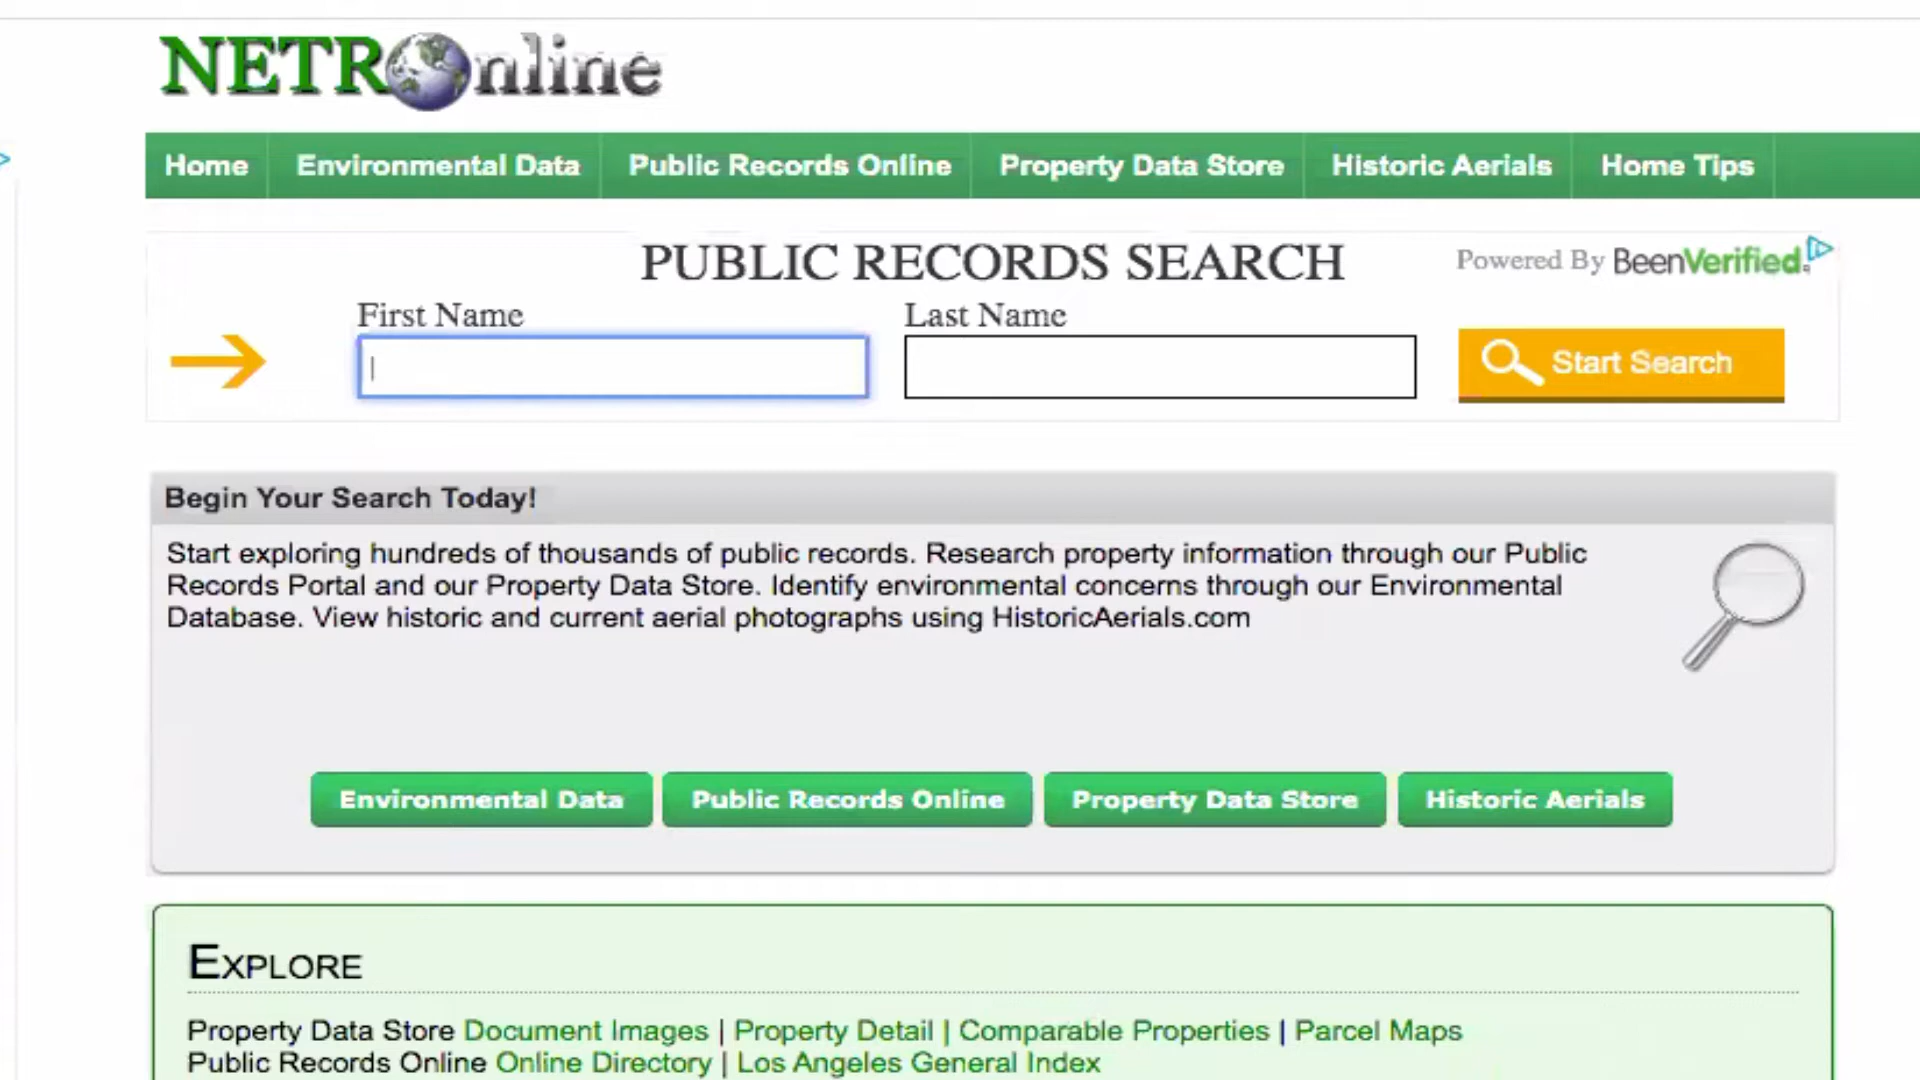 NETROnline
Home Environmental Data Public Records Online Property Data Store Historic Aerials Home Tips
PUBLIC RECORDS SEARCH
Powered By BeenVerified.
First Name Last Name
Start Search
Begin Your Search Today!
Start exploring hundreds of thousands of public records. Research property information through our Public
Records Portal and our Property Data Store. Identify environmental concerns through our Environmental
Database. View historic and current aerial photographs using HistoricAerials.com
Environmental Data Public Records Online Property Data Store Historic Aerials
EXPLORE
Property Data Store Document Images | Property Detail | Comparable Properties | Parcel Maps
Public Records Online Online Directory | Los Angeles General Index